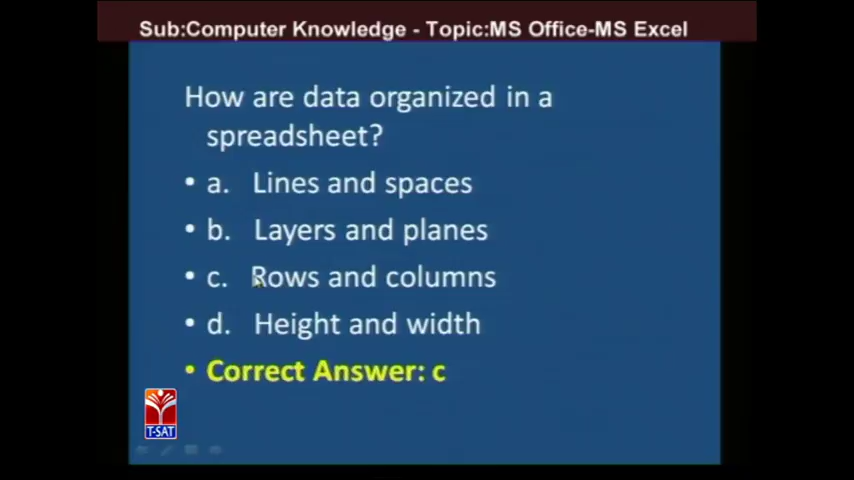 Sub:Computer Knowledge - Topic:MS Office-MS Excel
How are data organized in a
spreadsheet?
• a. Lines and spaces
• b. Layers and planes
• c. Rows and columns
• d. Height and width
• Correct Answer: c
T-SAT